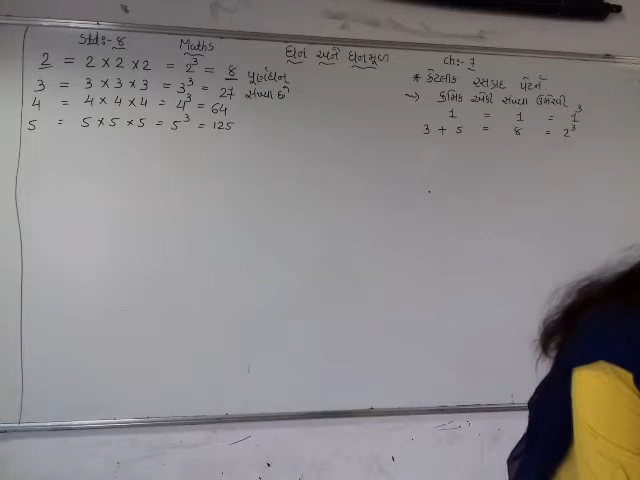 Std:- 8 Maths ઘન અને ઘનમૂળ Ch:- 7
2 = 2 × 2 × 2 = 2³ = 8 પૂર્ણઘન
3 = 3 × 3 × 3 = 3³ = 27 સંખ્યા છે
4 = 4 × 4 × 4 = 4³ = 64
5 = 5 × 5 × 5 = 5³ = 125
* કેટલીક રસપ્રદ પેટર્ન
→ ક્રમિક એકી સંખ્યા ઉમેરવી
1 = 1 = 1³
3 + 5 = 8 = 2³